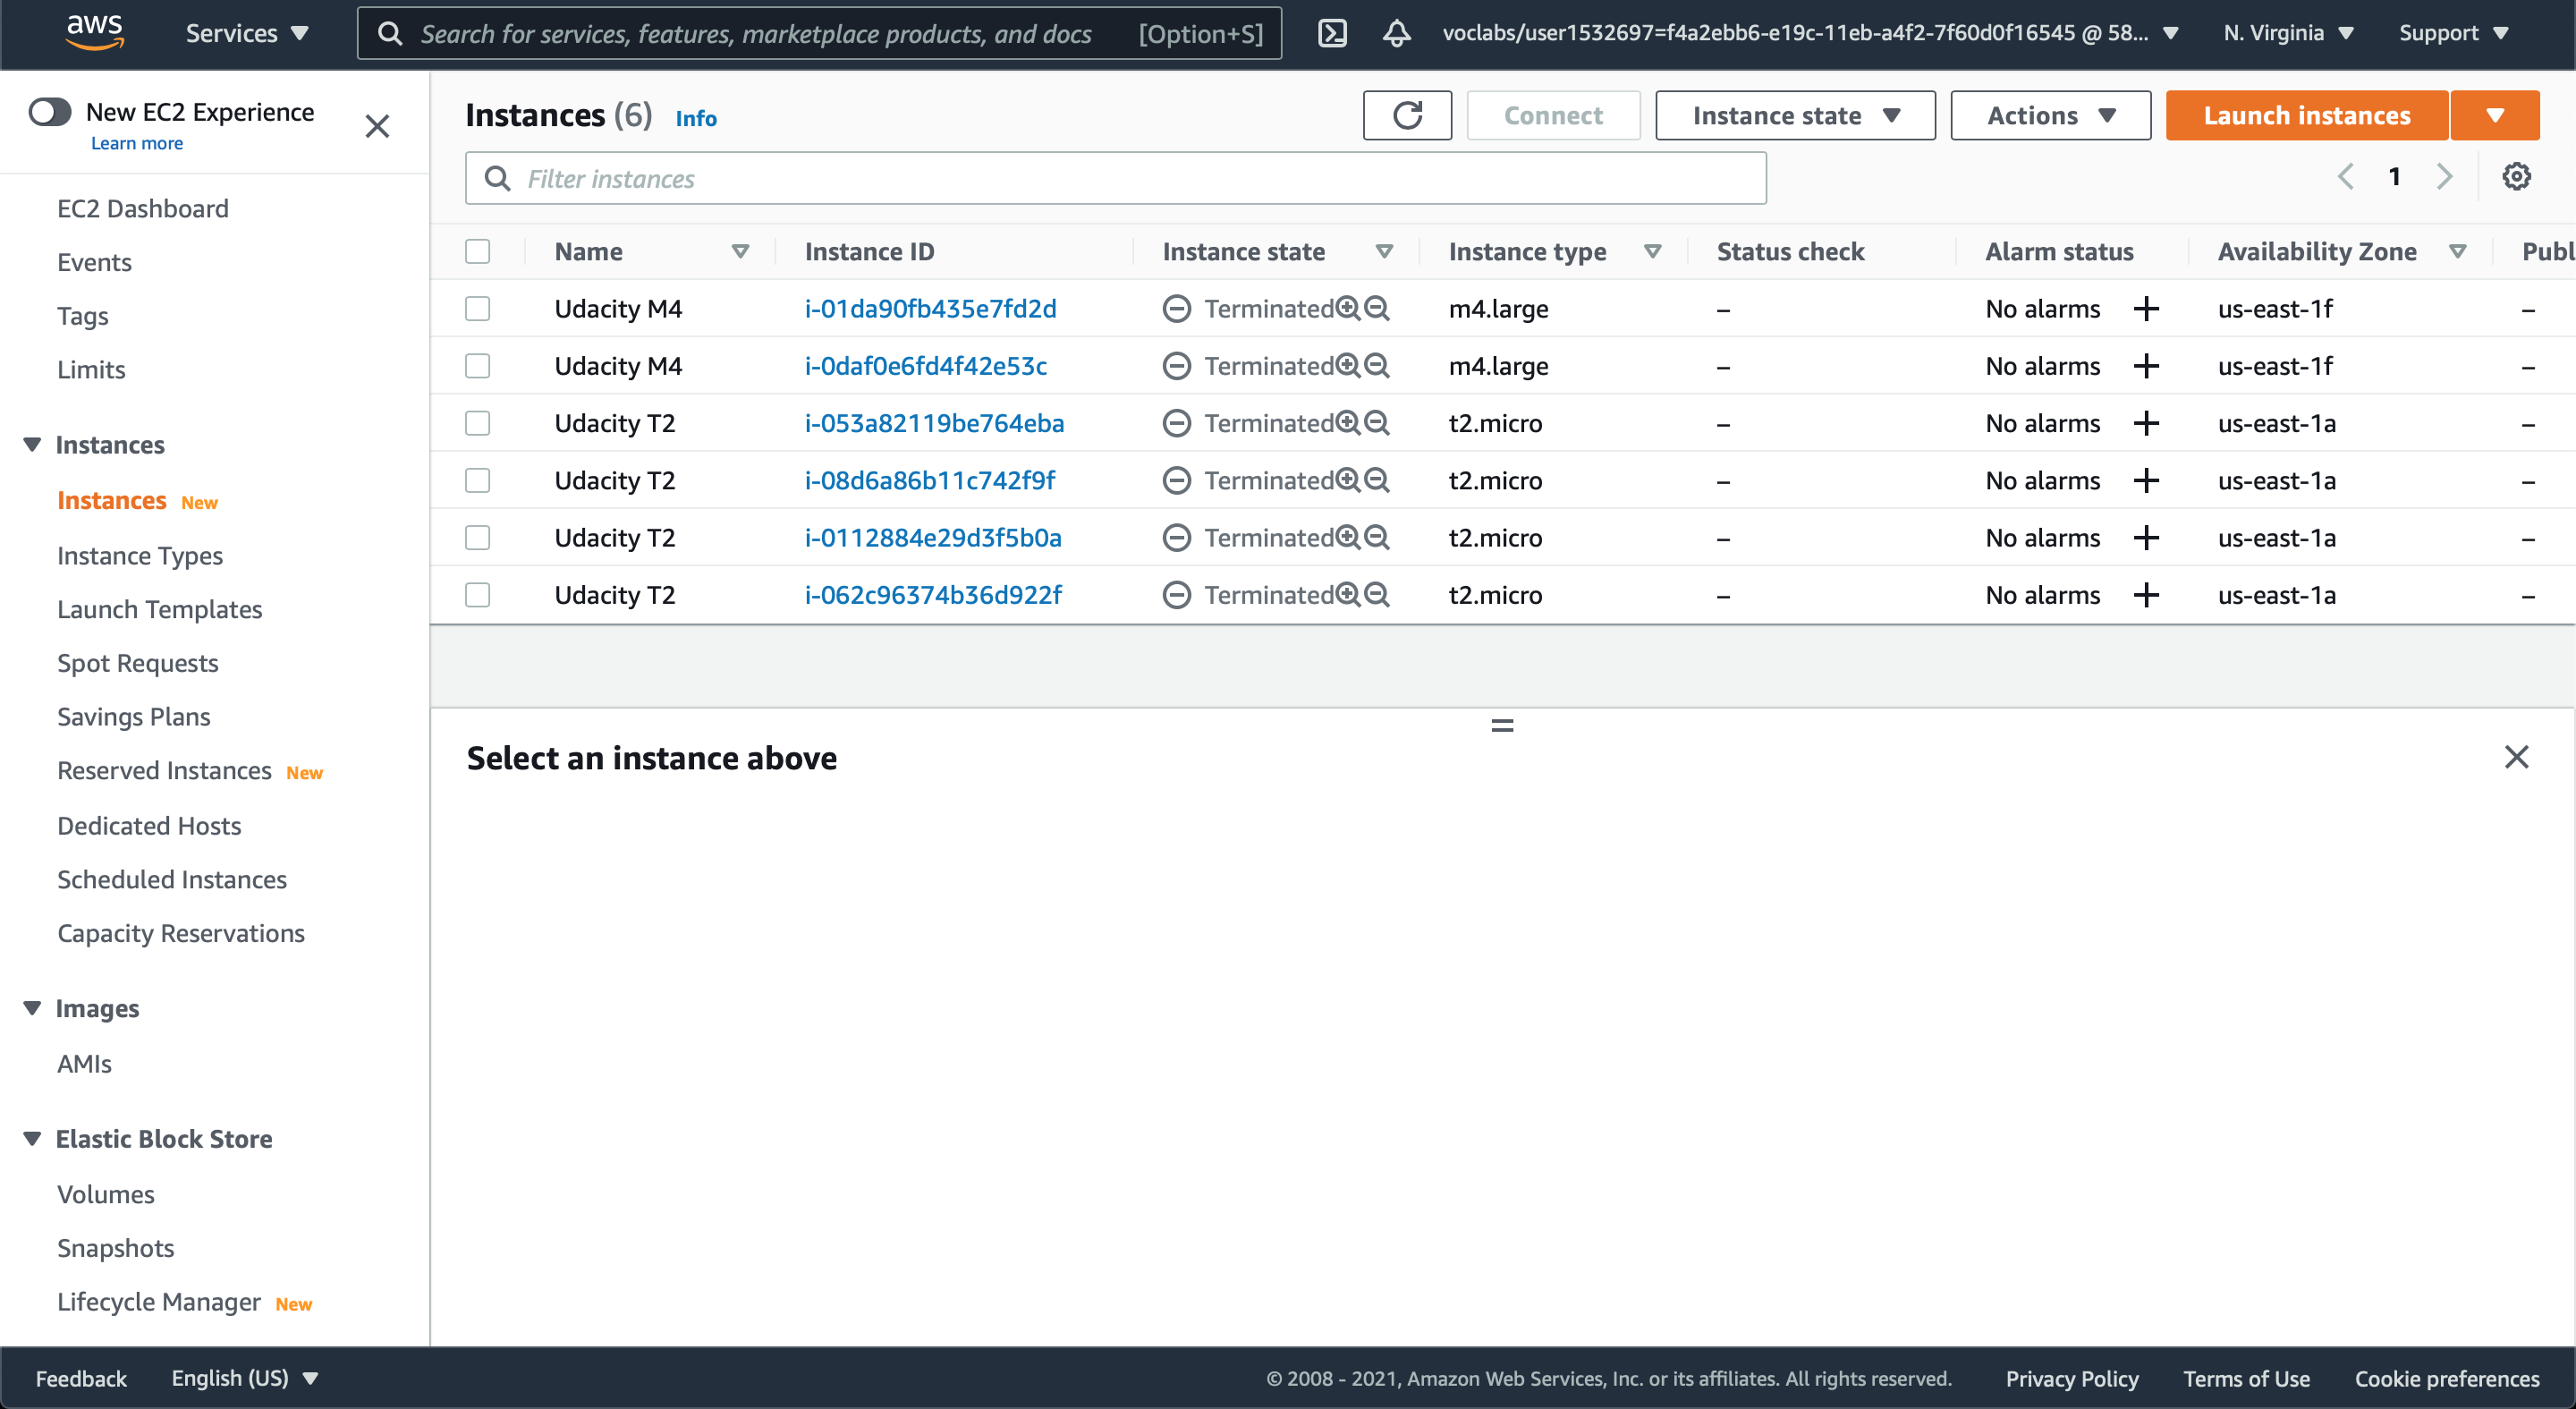 aws Services Search for services, features, marketplace products, and docs [Option+S] voclabs/user1532697=f4a2ebb6-e19c-11eb-a4f2-7f60d0f16545 @ 58... N. Virginia Support
New EC2 Experience
Learn more
EC2 Dashboard
Events
Tags
Limits
Instances
Instances New
Instance Types
Launch Templates
Spot Requests
Savings Plans
Reserved Instances New
Dedicated Hosts
Scheduled Instances
Capacity Reservations
Images
AMIs
Elastic Block Store
Volumes
Snapshots
Lifecycle Manager New
Instances (6) Info Connect Instance state Actions Launch instances
Filter instances 1
Name Instance ID Instance state Instance type Status check Alarm status Availability Zone Publ
Udacity M4 i-01da90fb435e7fd2d Terminated m4.large – No alarms + us-east-1f –
Udacity M4 i-0daf0e6fd4f42e53c Terminated m4.large – No alarms + us-east-1f –
Udacity T2 i-053a82119be764eba Terminated t2.micro – No alarms + us-east-1a –
Udacity T2 i-08d6a86b11c742f9f Terminated t2.micro – No alarms + us-east-1a –
Udacity T2 i-0112884e29d3f5b0a Terminated t2.micro – No alarms + us-east-1a –
Udacity T2 i-062c96374b36d922f Terminated t2.micro – No alarms + us-east-1a –
Select an instance above
Feedback English (US) © 2008 - 2021, Amazon Web Services, Inc. or its affiliates. All rights reserved. Privacy Policy Terms of Use Cookie preferences